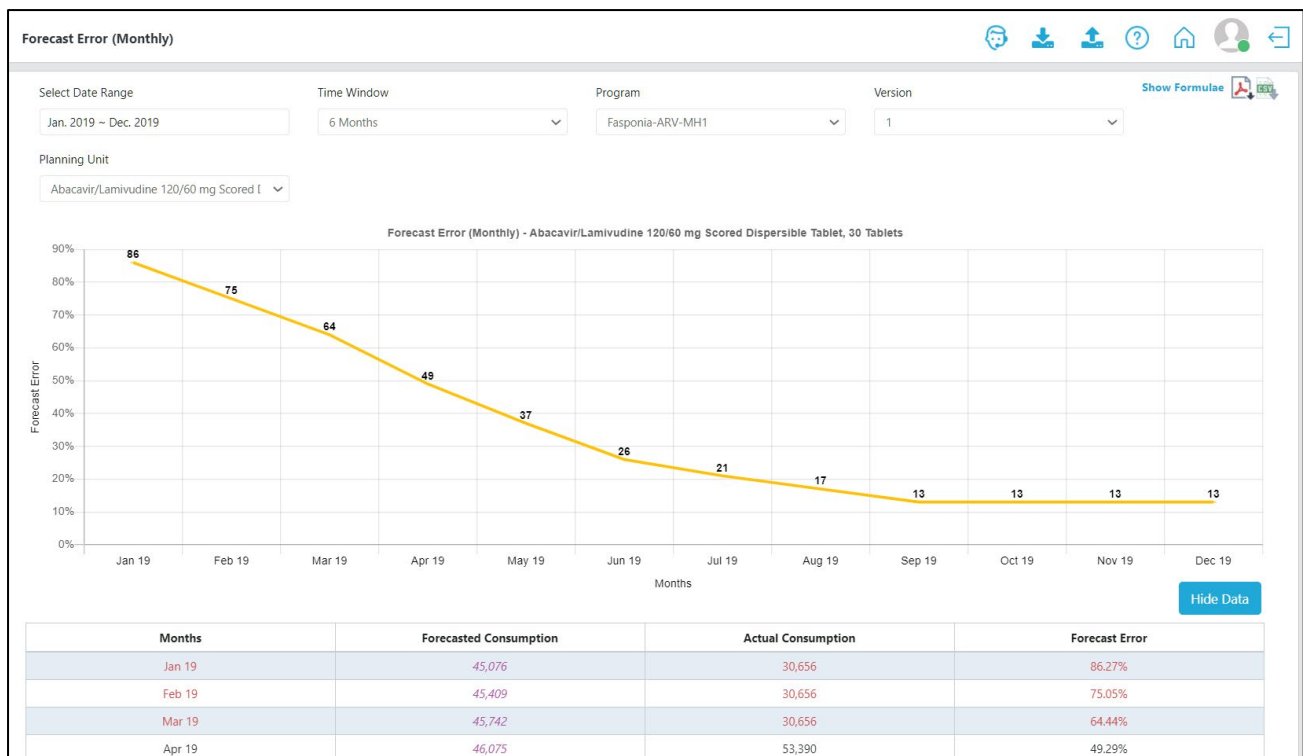 Forecast Error (Monthly)
Show Formulae
CSV
Select Date Range Time Window Program Version
Jan. 2019 ~ Dec. 2019 6 Months Fasponia-ARV-MH1 1
Planning Unit
Abacavir/Lamivudine 120/60 mg Scored
Forecast Error (Monthly) - Abacavir/Lamivudine 120/60 mg Scored Dispersible Tablet, 30 Tablets
90%
80%
70%
60%
50%
40%
30%
20%
10%
0%
Forecast Error
86 75 64 49 37 26 21 17 13 13 13 13
Jan 19 Feb 19 Mar 19 Apr 19 May 19 Jun 19 Jul 19 Aug 19 Sep 19 Oct 19 Nov 19 Dec 19
Months
Hide Data
Months Forecasted Consumption Actual Consumption Forecast Error
Jan 19 45,076 30,656 86.27%
Feb 19 45,409 30,656 75.05%
Mar 19 45,742 30,656 64.44%
Apr 19 46,075 53,390 49.29%